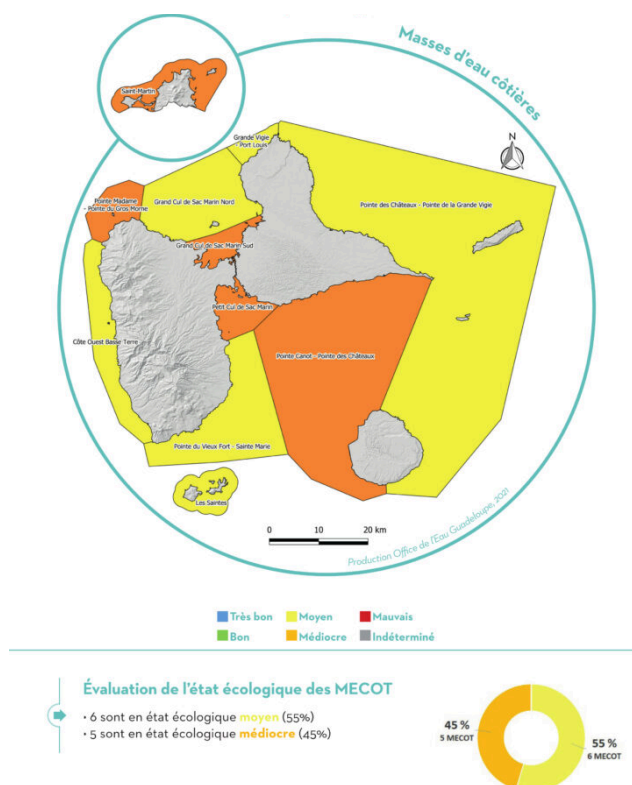 Masses d'eau côtières
Saint-Martin
Grande Vigie
- Port Louis
N
Pointe Madame
- Pointe du Gros Morne
Grand Cul de Sac Marin Nord
Pointe des Châteaux - Pointe de la Grande Vigie
Grand Cul de Sac Marin Sud
Petit Cul de Sac Marin
Côte Ouest Basse Terre
Pointe Canot - Pointe des Châteaux
Pointe du Vieux Fort - Sainte Marie
Les Saintes
0 10 20 km
Production Office de l'Eau Guadeloupe, 2021
Très bon Moyen Mauvais
Bon Médiocre Indéterminé
Évaluation de l'état écologique des MECOT
• 6 sont en état écologique moyen (55%)
• 5 sont en état écologique médiocre (45%)
45 %
5 MECOT
55 %
6 MECOT